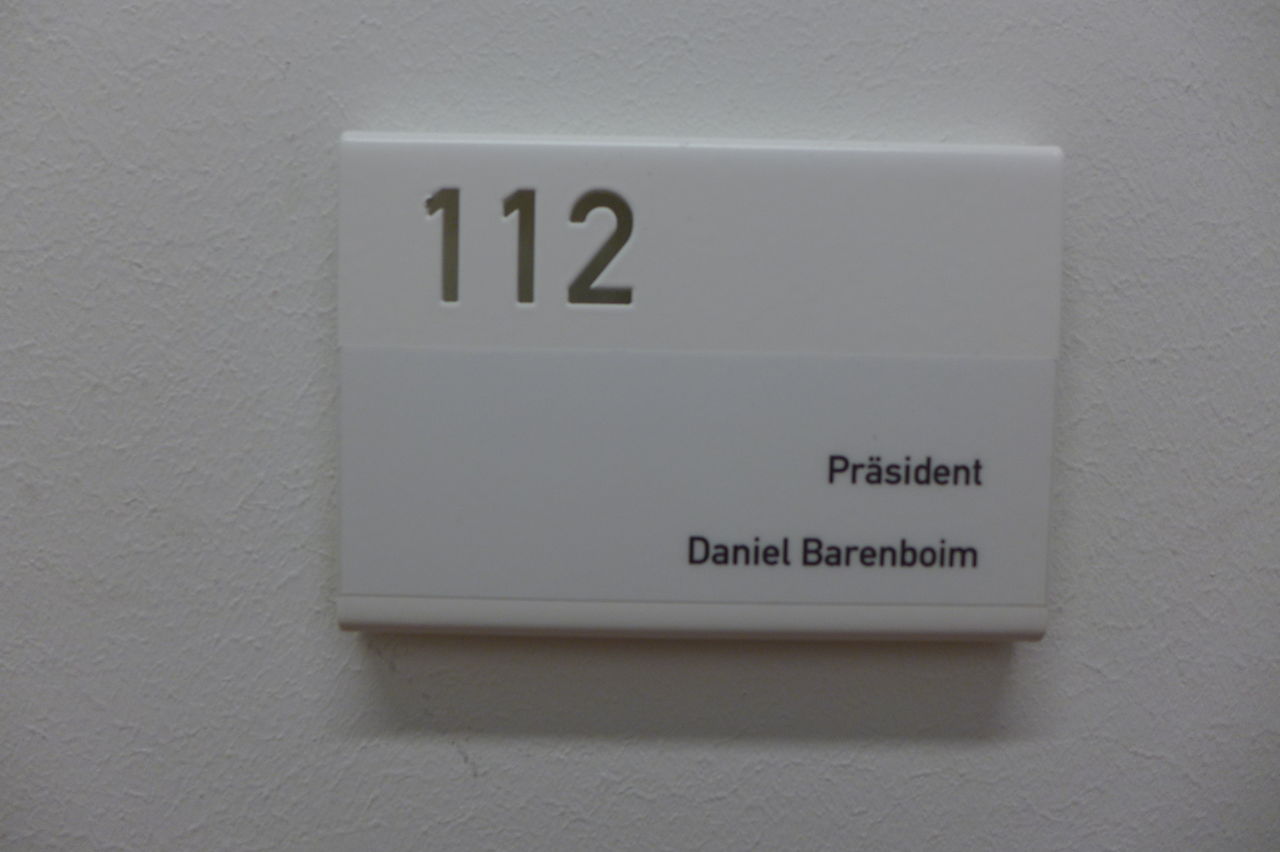 112
Präsident
Daniel Barenboim